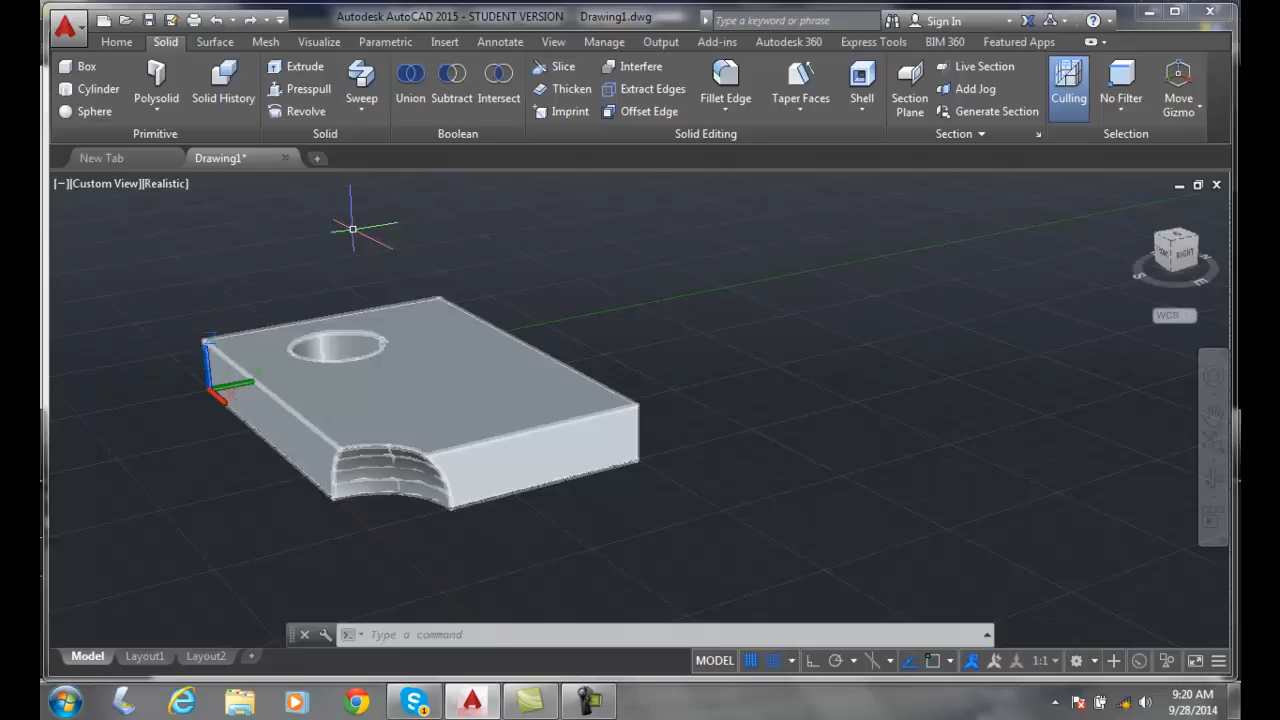 Autodesk AutoCAD 2015 - STUDENT VERSION Drawing1.dwg Type a keyword or phrase Sign In
Home Solid Surface Mesh Visualize Parametric Insert Annotate View Manage Output Add-ins Autodesk 360 Express Tools BIM 360 Featured Apps
Box Cylinder Sphere Polysolid Solid History Extrude Presspull Revolve Sweep Union Subtract Intersect Slice Thicken Imprint Interfere Extract Edges Offset Edge Fillet Edge Taper Faces Shell Section Plane Live Section Add Jog Generate Section Culling No Filter Move Gizmo
Primitive Solid Boolean Solid Editing Section Selection
New Tab Drawing1*
[−][Custom View][Realistic]
RIGHT
S
E
WCS
Type a command
Model Layout1 Layout2 MODEL 1:1
9:20 AM
9/28/2014